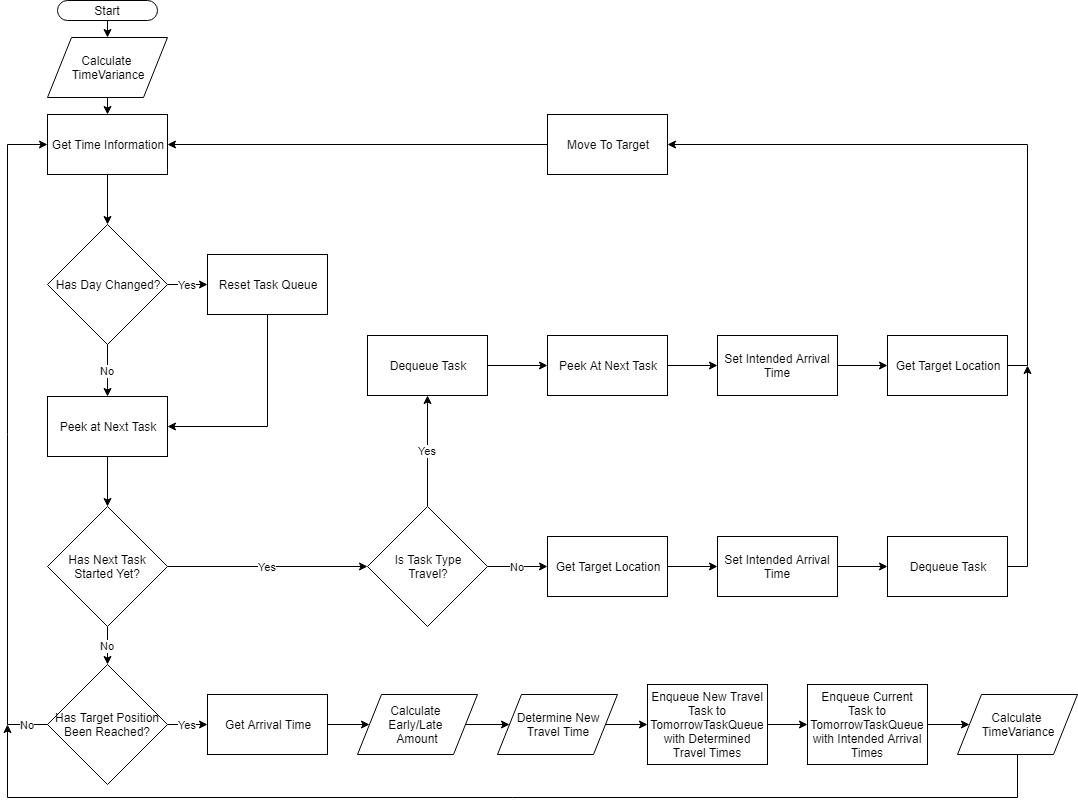 Start
Calculate
TimeVariance
Get Time Information
Move To Target
Has Day Changed?
Yes
Reset Task Queue
No
Dequeue Task
Peek At Next Task
Set Intended Arrival
Time
Get Target Location
Peek at Next Task
Yes
Has Next Task
Started Yet?
Yes
Is Task Type
Travel?
No
Get Target Location
Set Intended Arrival
Time
Dequeue Task
No
Has Target Position
Been Reached?
No
Yes
Get Arrival Time
Calculate
Early/Late
Amount
Determine New
Travel Time
Enqueue New Travel
Task to
TomorrowTaskQueue
with Determined
Travel Times
Enqueue Current
Task to
TomorrowTaskQueue
with Intended Arrival
Times
Calculate
TimeVariance